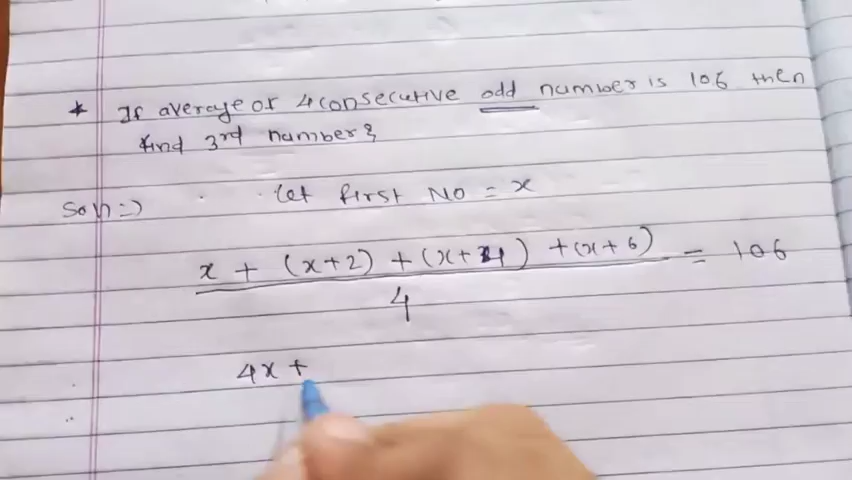 * If average of 4 consecutive odd number is 106 then
find 3rd number?
Soln => Let first No = x
x + (x+2) + (x+4) + (x+6) = 106
4
4x +